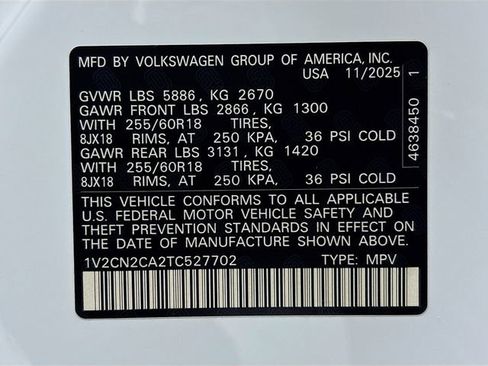 MFD BY VOLKSWAGEN GROUP OF AMERICA, INC.
USA 11/2025
GVWR LBS 5886, KG 2670
GAWR FRONT LBS 2866, KG 1300
WITH 255/60R18 TIRES,
8JX18 RIMS, AT 250 KPA, 36 PSI COLD
GAWR REAR LBS 3131, KG 1420
WITH 255/60R18 TIRES,
8JX18 RIMS, AT 250 KPA, 36 PSI COLD
THIS VEHICLE CONFORMS TO ALL APPLICABLE
U.S. FEDERAL MOTOR VEHICLE SAFETY AND
THEFT PREVENTION STANDARDS IN EFFECT ON
THE DATE OF MANUFACTURE SHOWN ABOVE.
1V2CN2CA2TC527702 TYPE: MPV
4638450 1